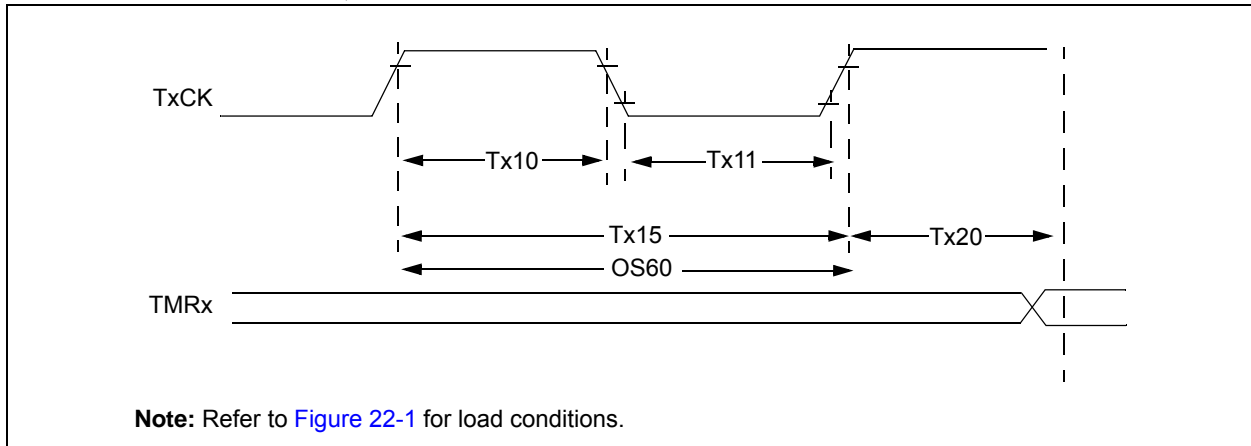 TxCK
Tx10
Tx11
Tx15
Tx20
OS60
TMRx
Note: Refer to Figure 22-1 for load conditions.